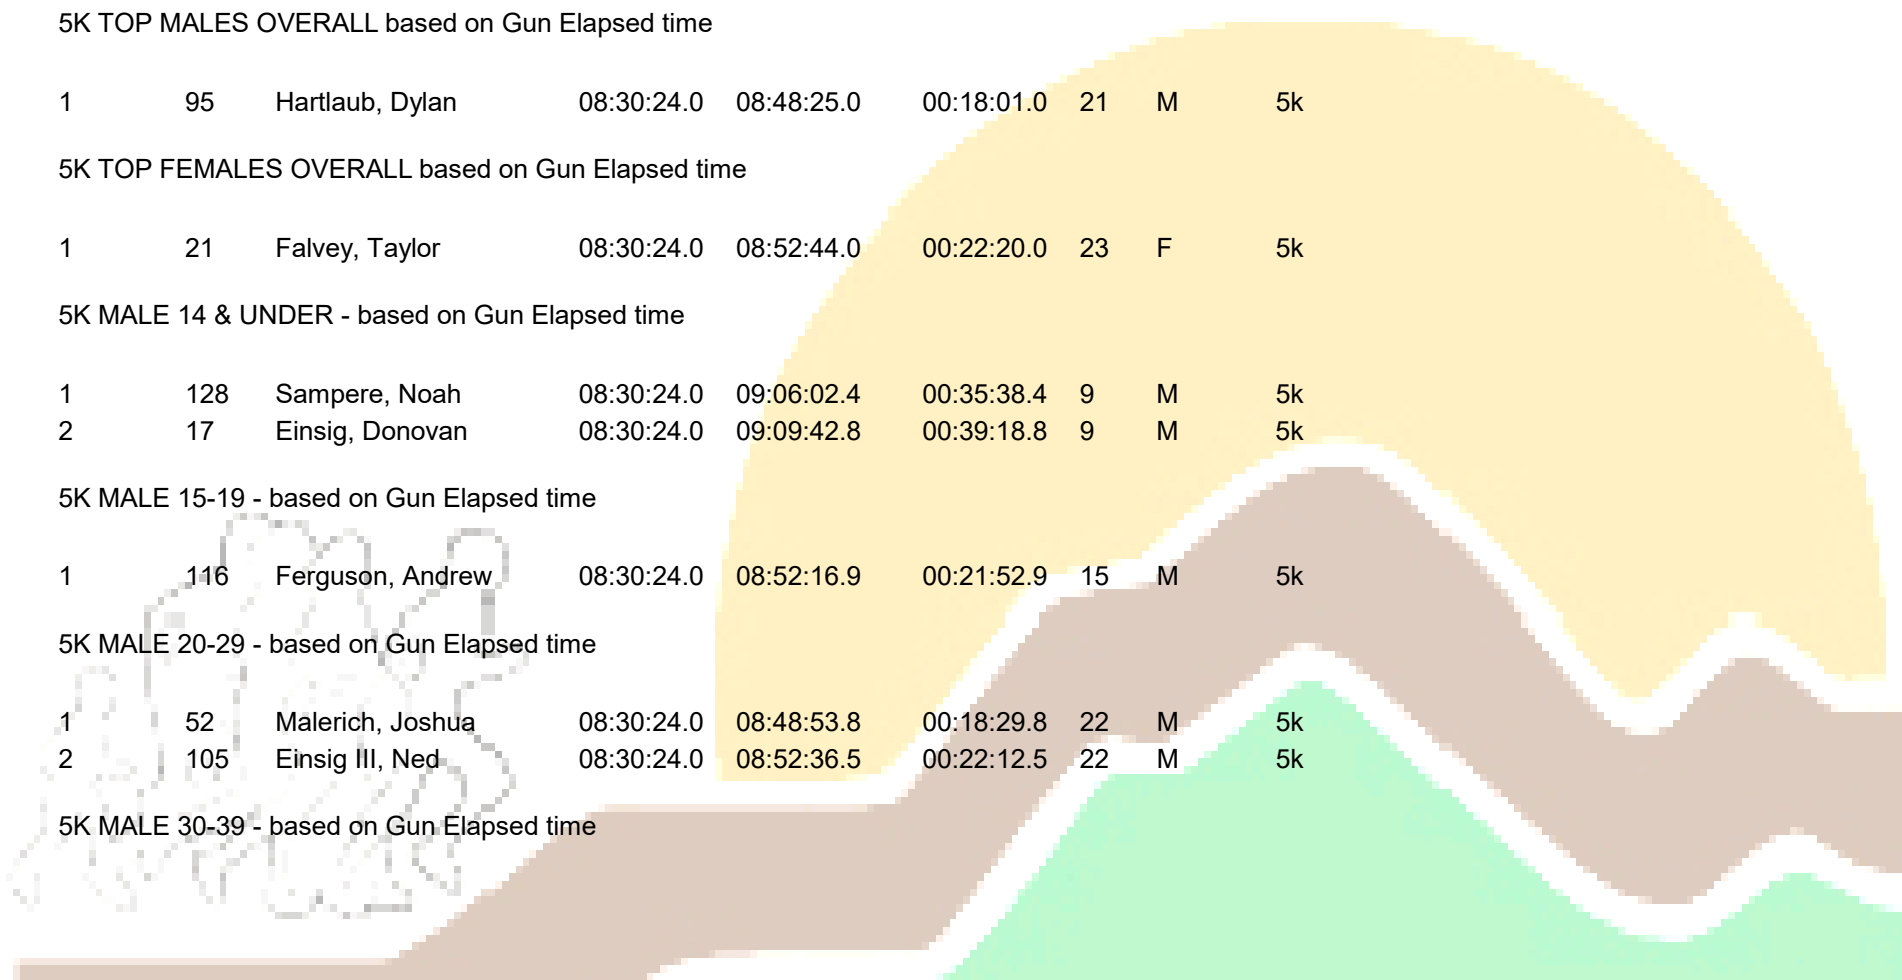 5K TOP MALES OVERALL based on Gun Elapsed time
1 95 Hartlaub, Dylan 08:30:24.0 08:48:25.0 00:18:01.0 21 M 5k
5K TOP FEMALES OVERALL based on Gun Elapsed time
1 21 Falvey, Taylor 08:30:24.0 08:52:44.0 00:22:20.0 23 F 5k
5K MALE 14 & UNDER - based on Gun Elapsed time
1 128 Sampere, Noah 08:30:24.0 09:06:02.4 00:35:38.4 9 M 5k
2 17 Einsig, Donovan 08:30:24.0 09:09:42.8 00:39:18.8 9 M 5k
5K MALE 15-19 - based on Gun Elapsed time
1 116 Ferguson, Andrew 08:30:24.0 08:52:16.9 00:21:52.9 15 M 5k
5K MALE 20-29 - based on Gun Elapsed time
1 52 Malerich, Joshua 08:30:24.0 08:48:53.8 00:18:29.8 22 M 5k
2 105 Einsig III, Ned 08:30:24.0 08:52:36.5 00:22:12.5 22 M 5k
5K MALE 30-39 - based on Gun Elapsed time